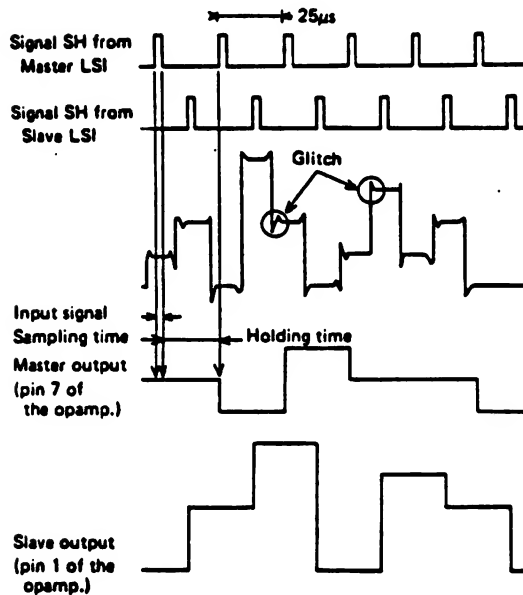 25μs
Signal SH from
Master LSI
Signal SH from
Slave LSI
Glitch
Input signal
Sampling time
Holding time
Master output
(pin 7 of
the opamp.)
Slave output
(pin 1 of the
opamp.)